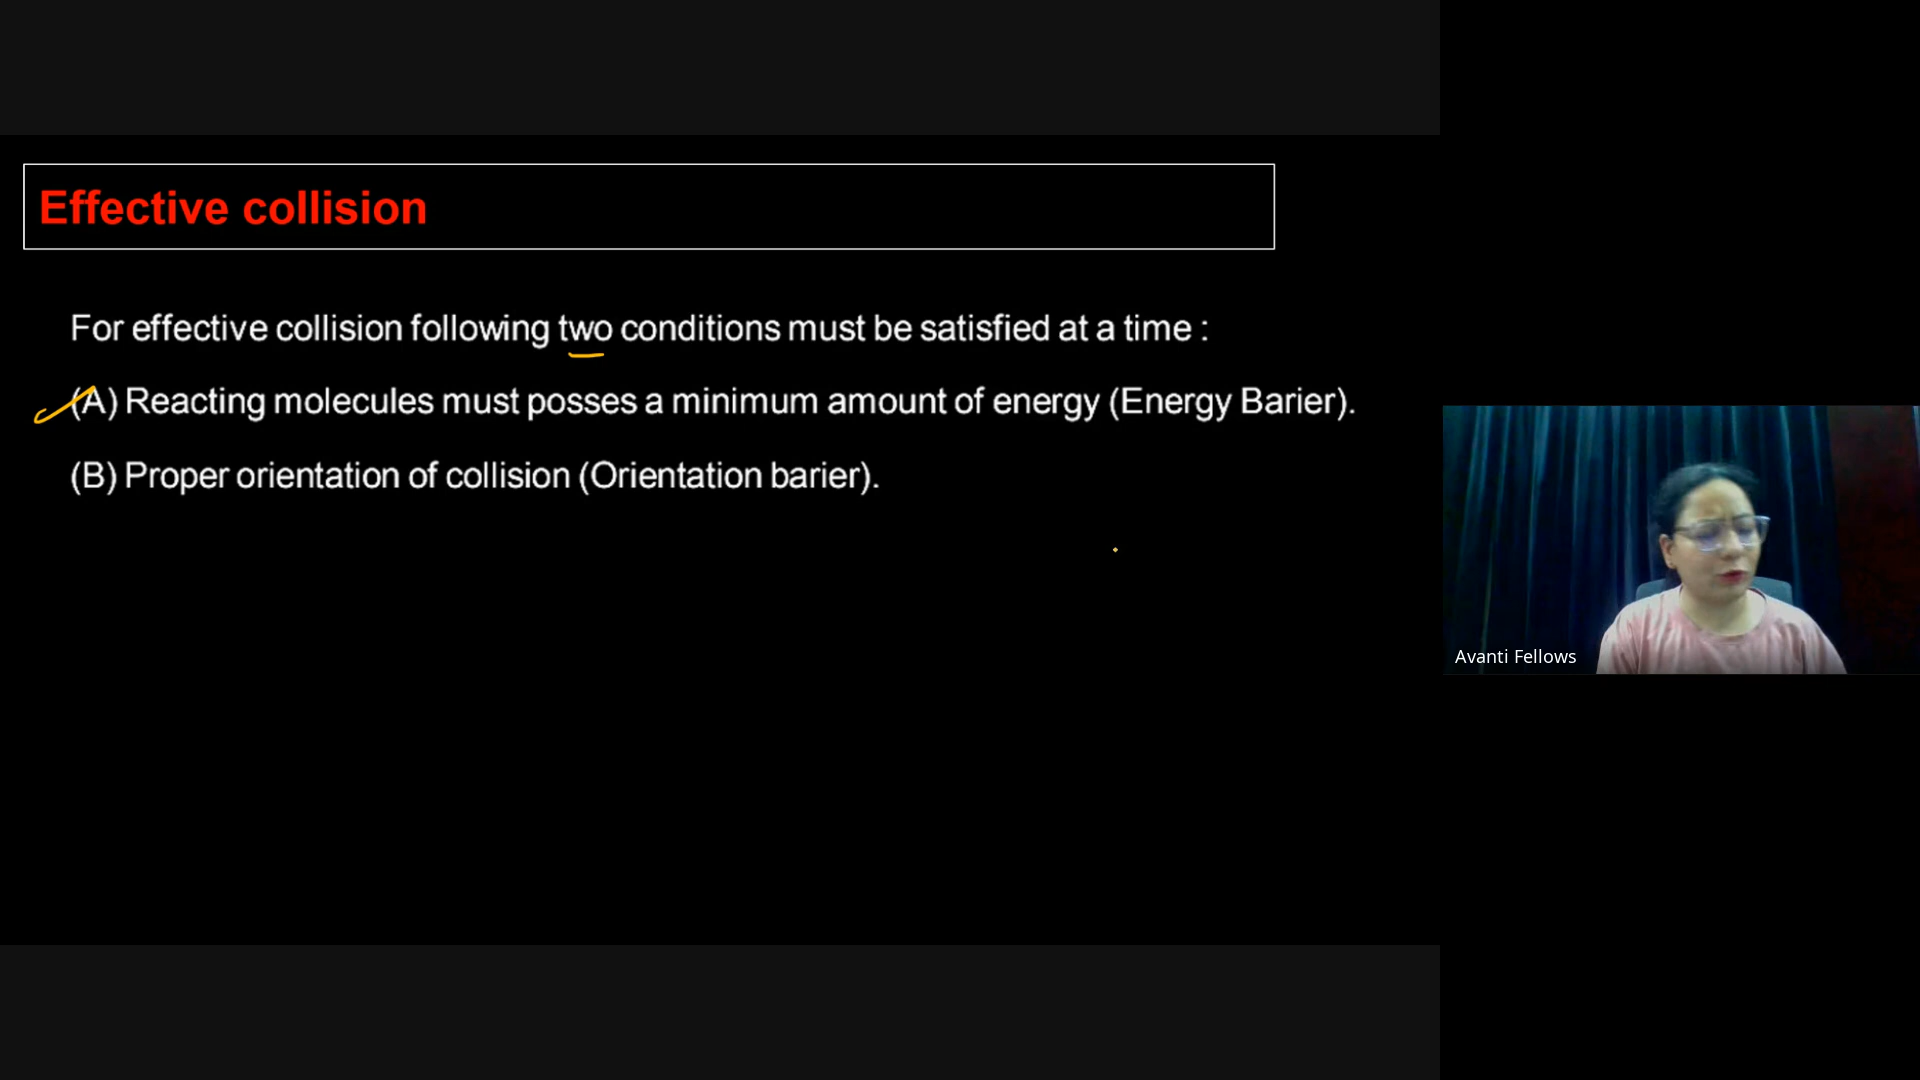 Effective collision
For effective collision following two conditions must be satisfied at a time :
(A) Reacting molecules must posses a minimum amount of energy (Energy Barier).
(B) Proper orientation of collision (Orientation barier).
Avanti Fellows